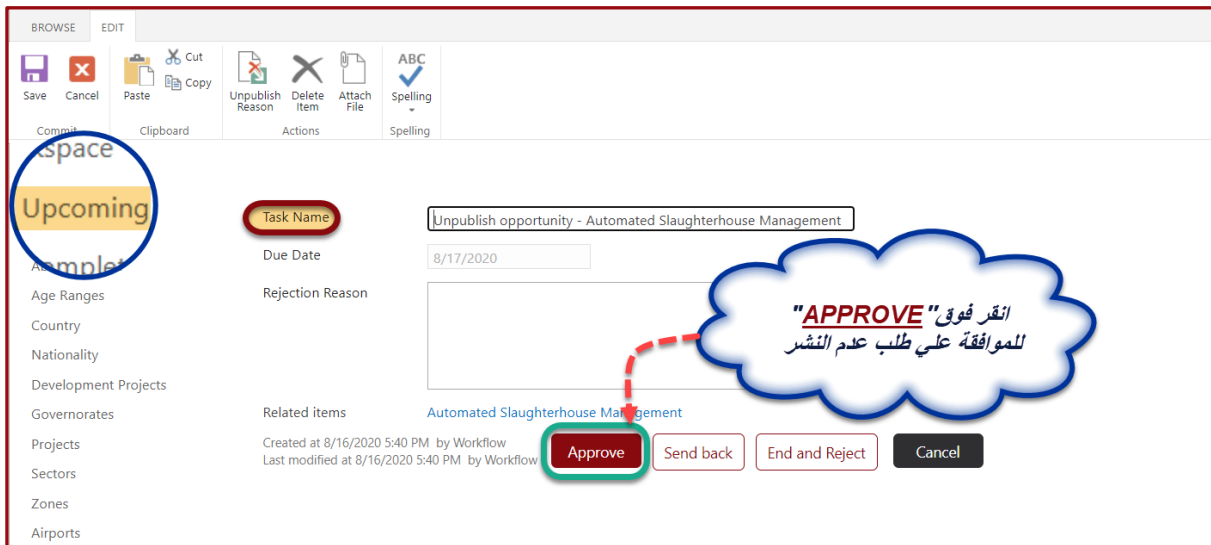 BROWSE EDIT
Save
Cancel
Paste
Cut
Copy
Unpublish Reason
Delete Item
Attach File
ABC
Spelling
Commit
Clipboard
Actions
Spelling
Upcoming
Age Ranges
Country
Nationality
Development Projects
Governorates
Projects
Sectors
Zones
Airports
Task Name
Unpublish opportunity - Automated Slaughterhouse Management
Due Date
8/17/2020
Rejection Reason
انقر فوق "APPROVE"
للموافقة علي طلب عدم النشر
Related items
Automated Slaughterhouse Management
Created at 8/16/2020 5:40 PM by Workflow
Last modified at 8/16/2020 5:40 PM by Workflow
Approve
Send back
End and Reject
Cancel